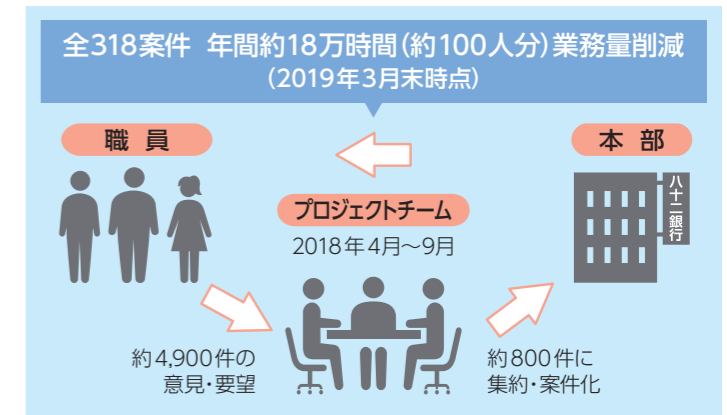 全318案件 年間約18万時間(約100人分)業務量削減
(2019年3月末時点)
職員
本部
八十二銀行
プロジェクトチーム
2018年4月～9月
約4,900件の
意見・要望
約800件に
集約・案件化